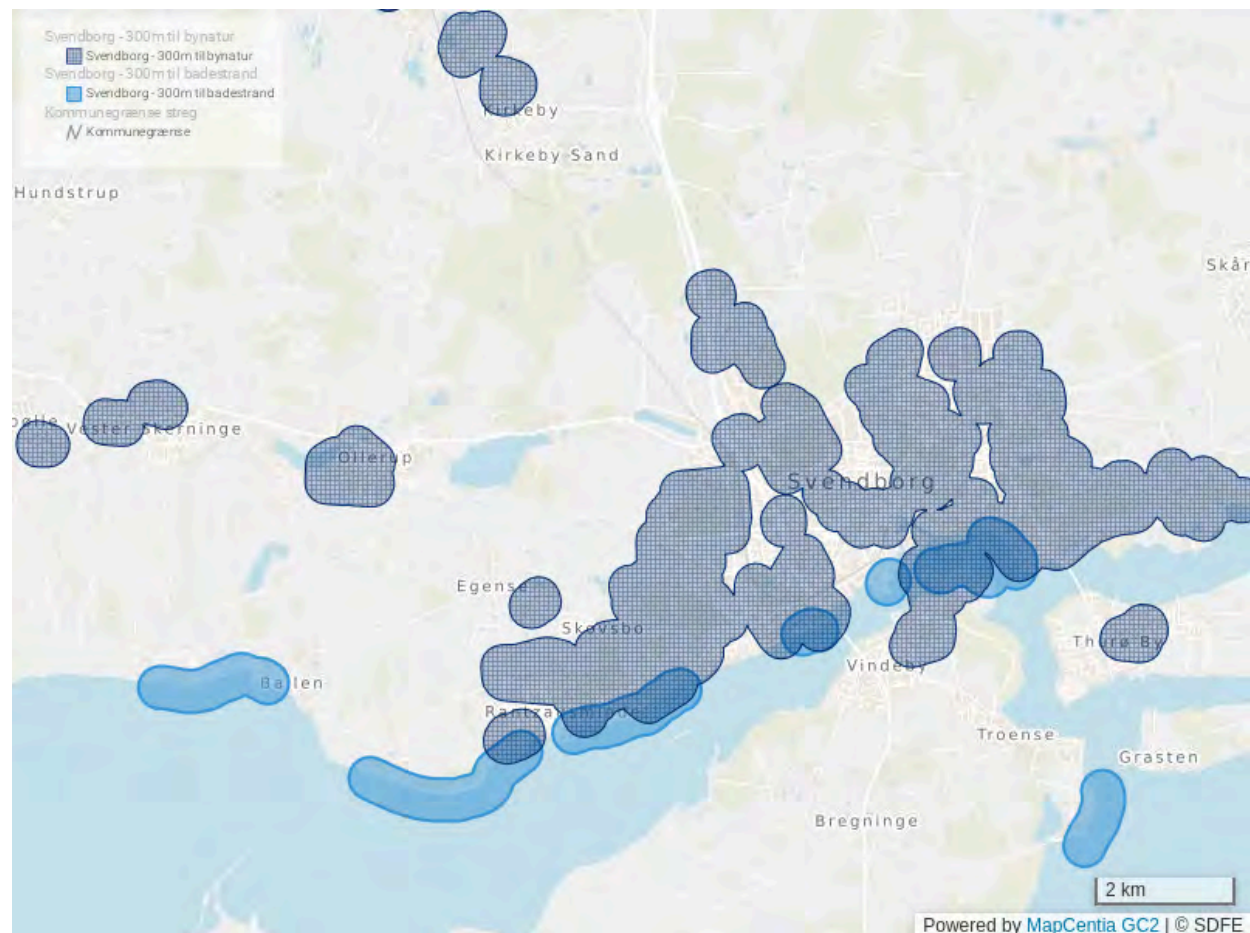 Svendborg - 300m til bynatur
Svendborg - 300m til bynatur
Svendborg - 300m til badestrand
Svendborg - 300m til badestrand
Kommunegrænse streg
Kommunegrænse
Kirkeby
Kirkeby Sand
Hundstrup
Skår
Vester Skerninge
Ollerup
Svendborg
Egense
Skovsbo
Ballen
Vindeby
Thurø By
Troense
Grasten
Bregninge
2 km
Powered by MapCentia GC2 | © SDFE